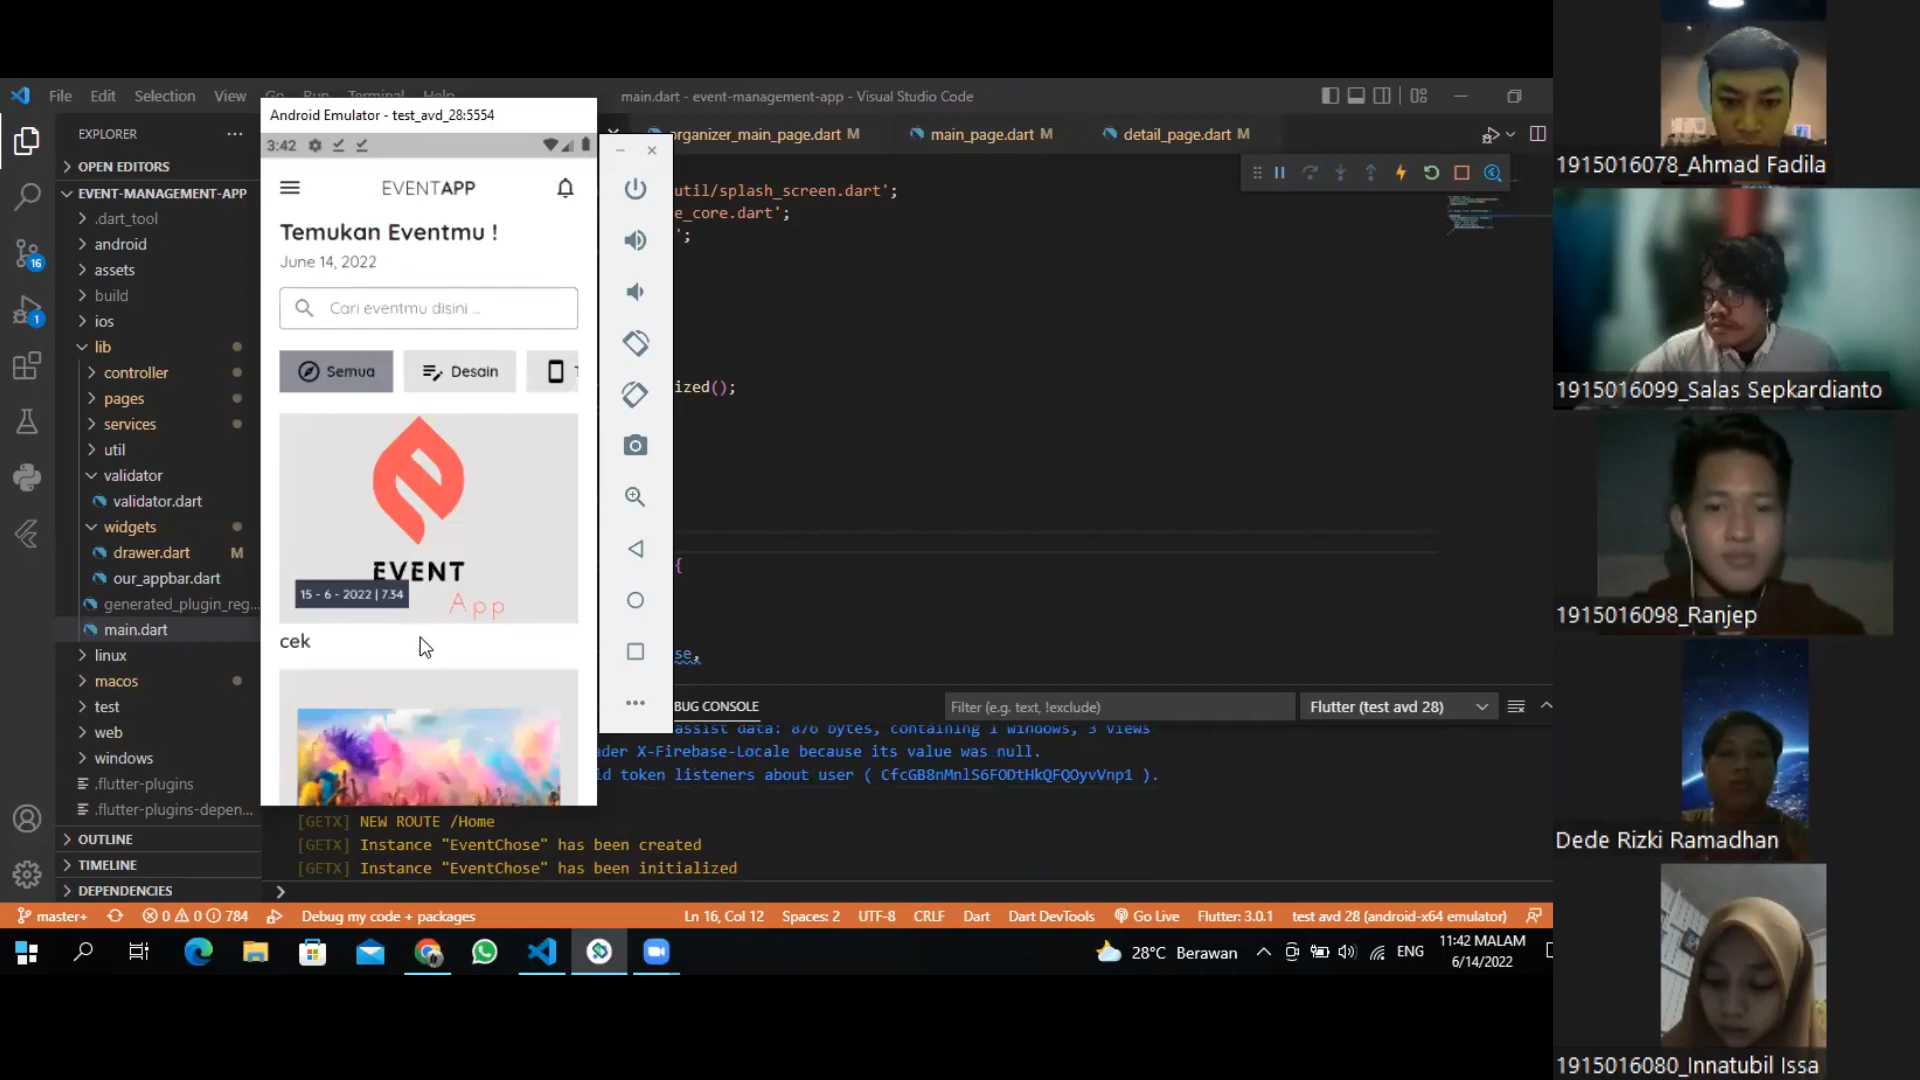 File Edit Selection View Go Run Terminal Help
main.dart - event-management-app - Visual Studio Code
EXPLORER
OPEN EDITORS
EVENT-MANAGEMENT-APP
.dart_tool
android
assets
build
ios
lib
controller
pages
services
util
validator
validator.dart
widgets
drawer.dart M
our_appbar.dart
generated_plugin_reg...
main.dart
linux
macos
test
web
windows
.flutter-plugins
.flutter-plugins-depen...
OUTLINE
TIMELINE
DEPENDENCIES
16
1
Android Emulator - test_avd_28:5554
3:42
EVENTAPP
Temukan Eventmu !
June 14, 2022
Cari eventmu disini ...
Semua
Desain
T
EVENT
App
15 - 6 - 2022 | 7.34
cek
organizer_main_page.dart M
main_page.dart M
detail_page.dart M
util/splash_screen.dart';
e_core.dart';
';
ized();
{
se,
BUG CONSOLE
Filter (e.g. text, !exclude)
Flutter (test avd 28)
assist data: 876 bytes, containing 1 windows, 3 views
ader X-Firebase-Locale because its value was null.
id token listeners about user ( CfcGB8nMnlS6FODtHkQFQOyvVnp1 ).
[GETX] NEW ROUTE /Home
[GETX] Instance "EventChose" has been created
[GETX] Instance "EventChose" has been initialized
master+
0 0 784
Debug my code + packages
Ln 16, Col 12
Spaces: 2
UTF-8
CRLF
Dart
Dart DevTools
Go Live
Flutter: 3.0.1
test avd 28 (android-x64 emulator)
28°C Berawan
ENG
11:42 MALAM
6/14/2022
1915016078_Ahmad Fadila
1915016099_Salas Sepkardianto
1915016098_Ranjep
Dede Rizki Ramadhan
1915016080_Innatubil Issa